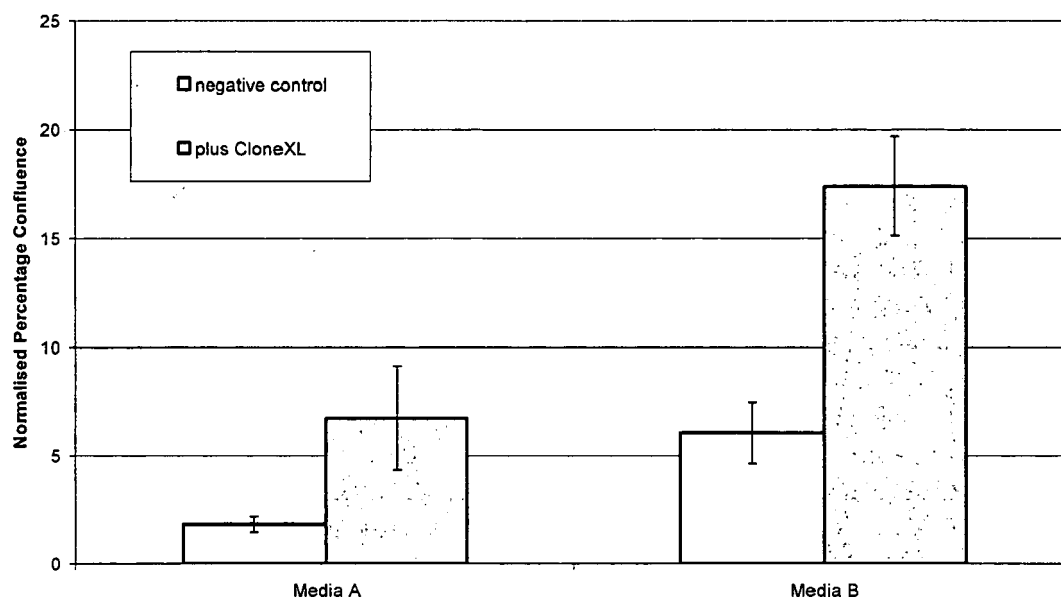 25
20
15
10
5
0
Normalised Percentage Confluence
negative control
plus CloneXL
Media A
Media B